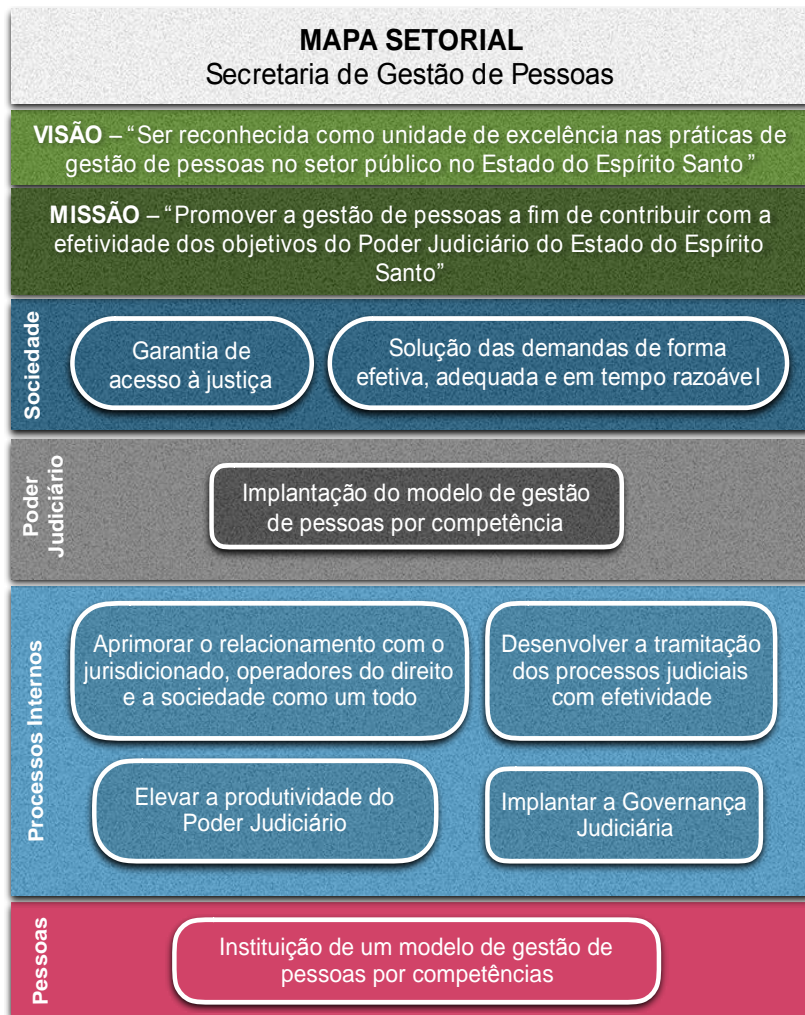 MAPA SETORIAL
Secretaria de Gestão de Pessoas
VISÃO – “Ser reconhecida como unidade de excelência nas práticas de
gestão de pessoas no setor público no Estado do Espírito Santo”
MISSÃO – “Promover a gestão de pessoas a fim de contribuir com a
efetividade dos objetivos do Poder Judiciário do Estado do Espírito
Santo”
Sociedade
Garantia de
acesso à justiça
Solução das demandas de forma
efetiva, adequada e em tempo razoável
Poder
Judiciário
Implantação do modelo de gestão
de pessoas por competência
Processos Internos
Aprimorar o relacionamento com o
jurisdicionado, operadores do direito
e a sociedade como um todo
Desenvolver a tramitação
dos processos judiciais
com efetividade
Elevar a produtividade do
Poder Judiciário
Implantar a Governança
Judiciária
Pessoas
Instituição de um modelo de gestão de
pessoas por competências